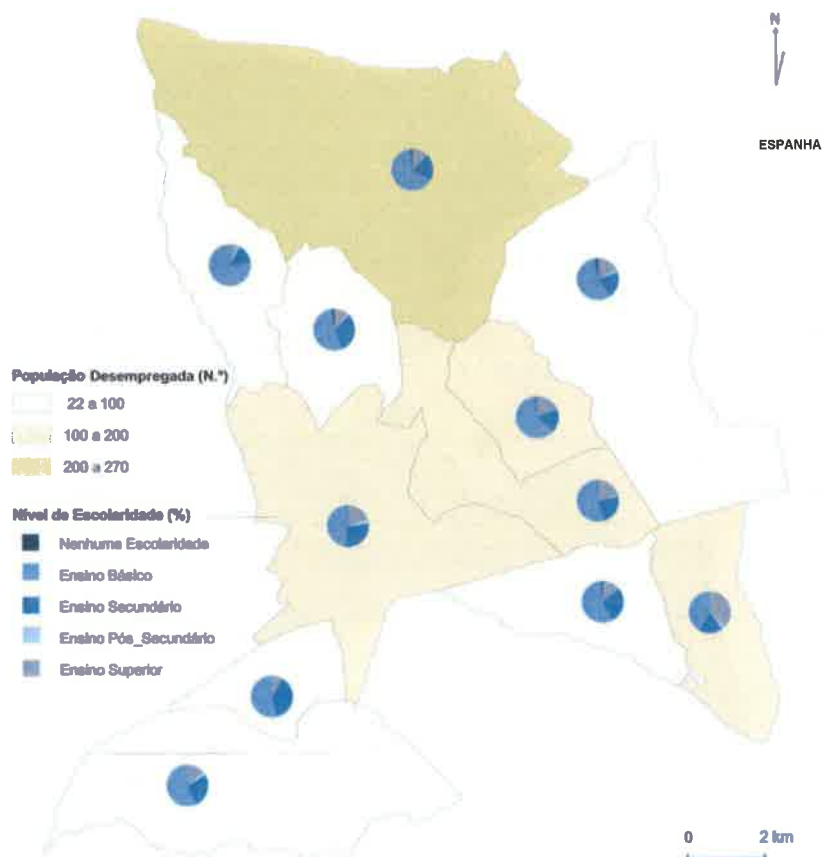 N
ESPANHA
População Desempregada (N.º)
22 a 100
100 a 200
200 a 270
Nível de Escolaridade (%)
Nenhuma Escolaridade
Ensino Básico
Ensino Secundário
Ensino Pós_Secundário
Ensino Superior
0 2 km